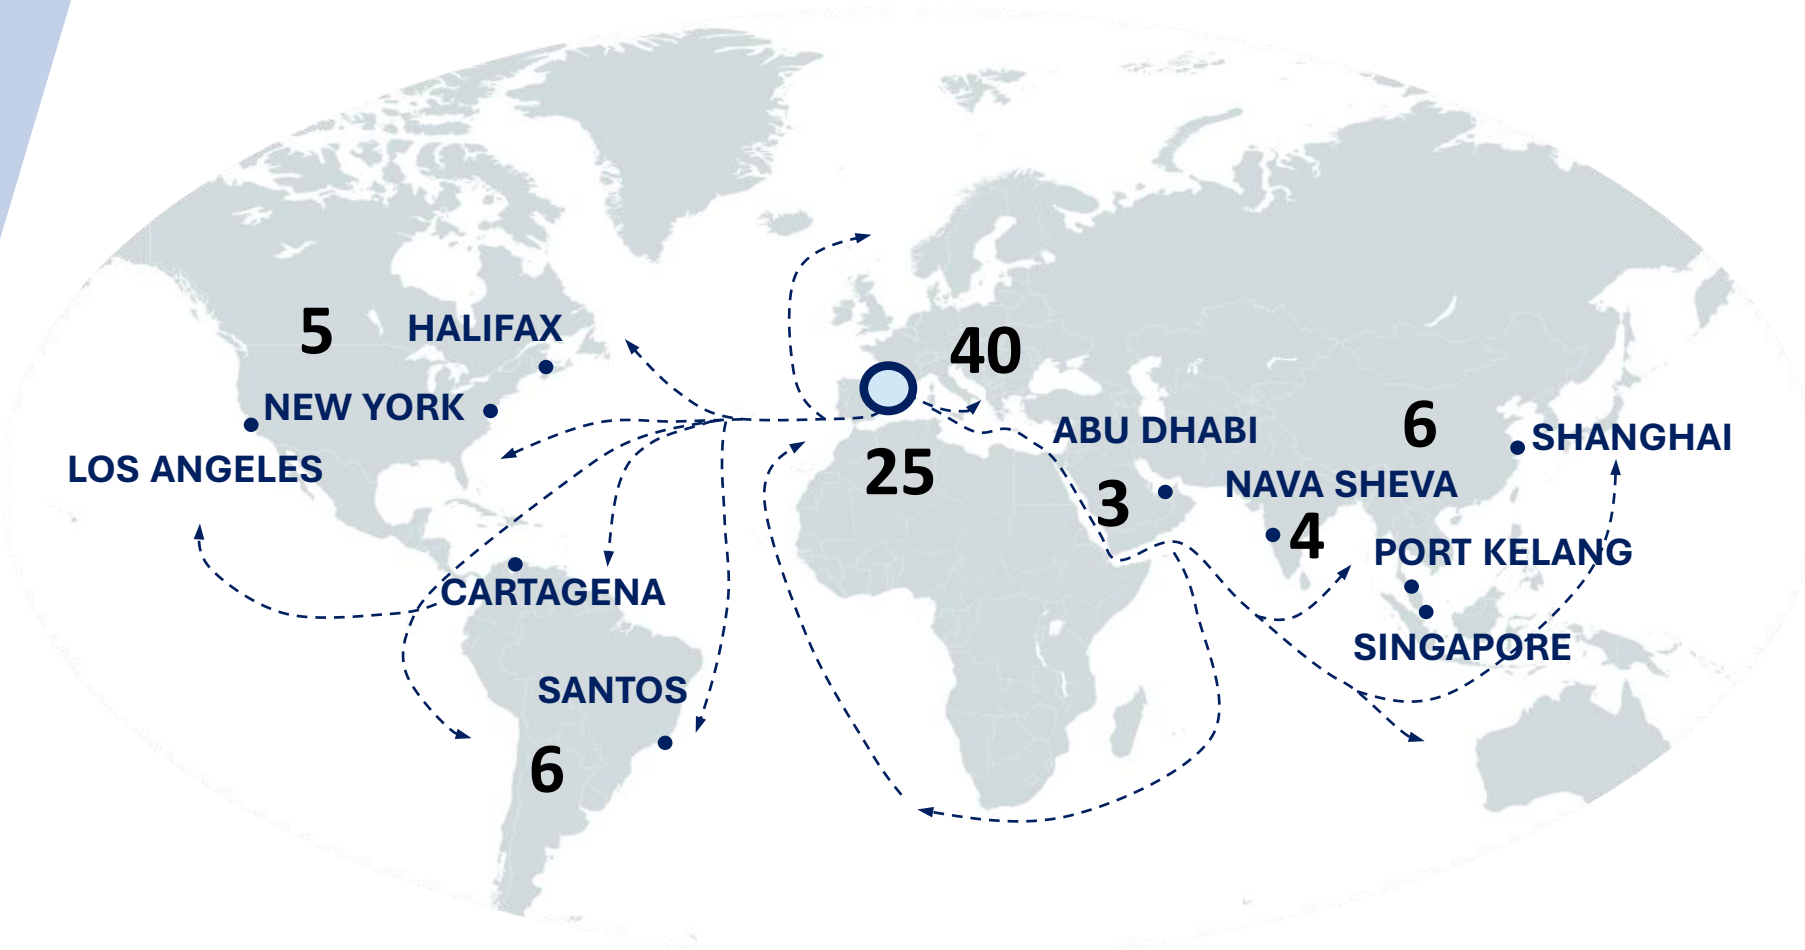 5
HALIFAX
40
NEW YORK
6
ABU DHABI
SHANGHAI
LOS ANGELES
25
NAVA SHEVA
3
4
PORT KELANG
CARTAGENA
SINGAPORE
SANTOS
6